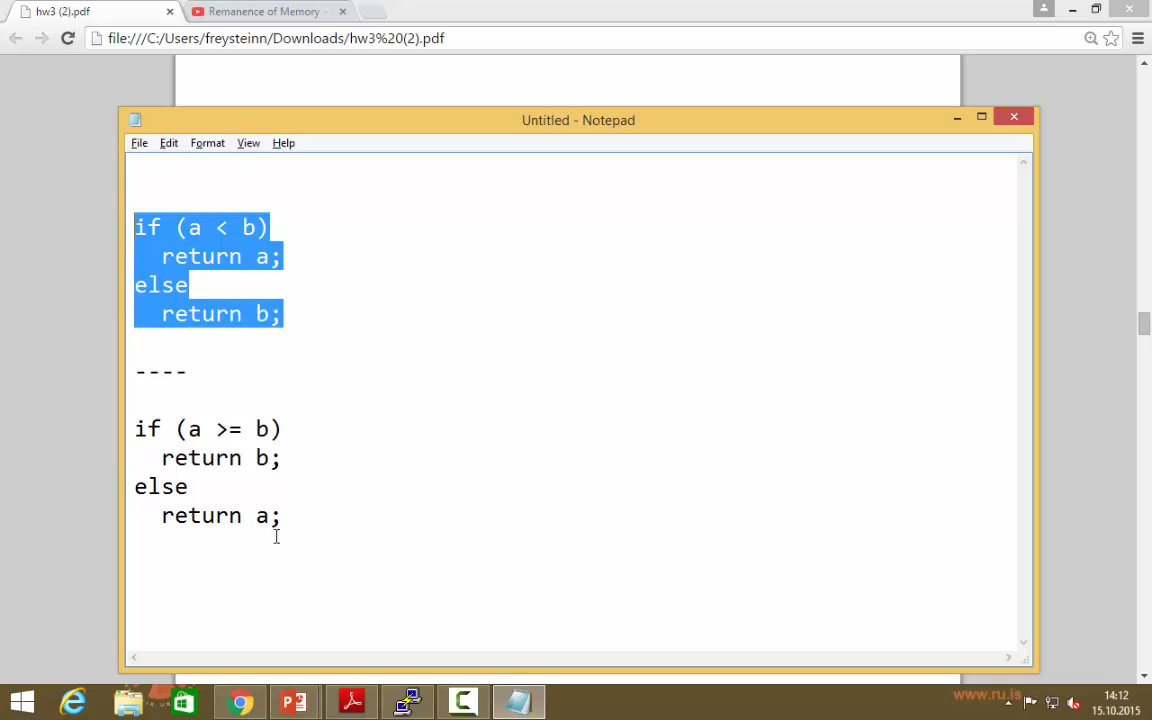 hw3 (2).pdf
Remanence of Memory -
file:///C:/Users/freysteinn/Downloads/hw3%20(2).pdf
Untitled - Notepad
File Edit Format View Help
if (a < b)
  return a;
else
  return b;
----
if (a >= b)
  return b;
else
  return a;
www.ru.is
14:12
15.10.2015